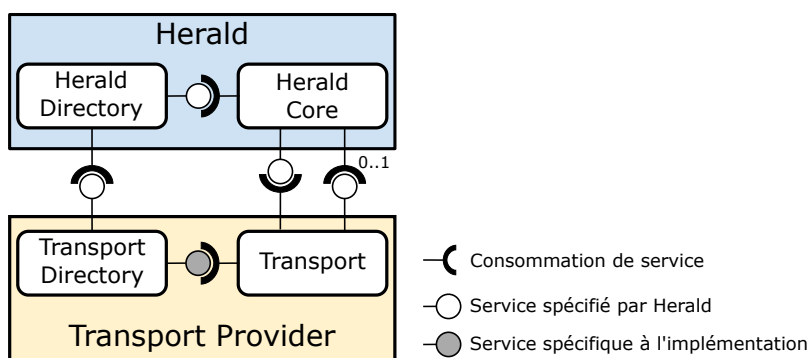 Herald
Herald
Directory
Herald
Core
0..1
Transport
Directory
Transport
Transport Provider
Consommation de service
Service spécifié par Herald
Service spécifique à l'implémentation